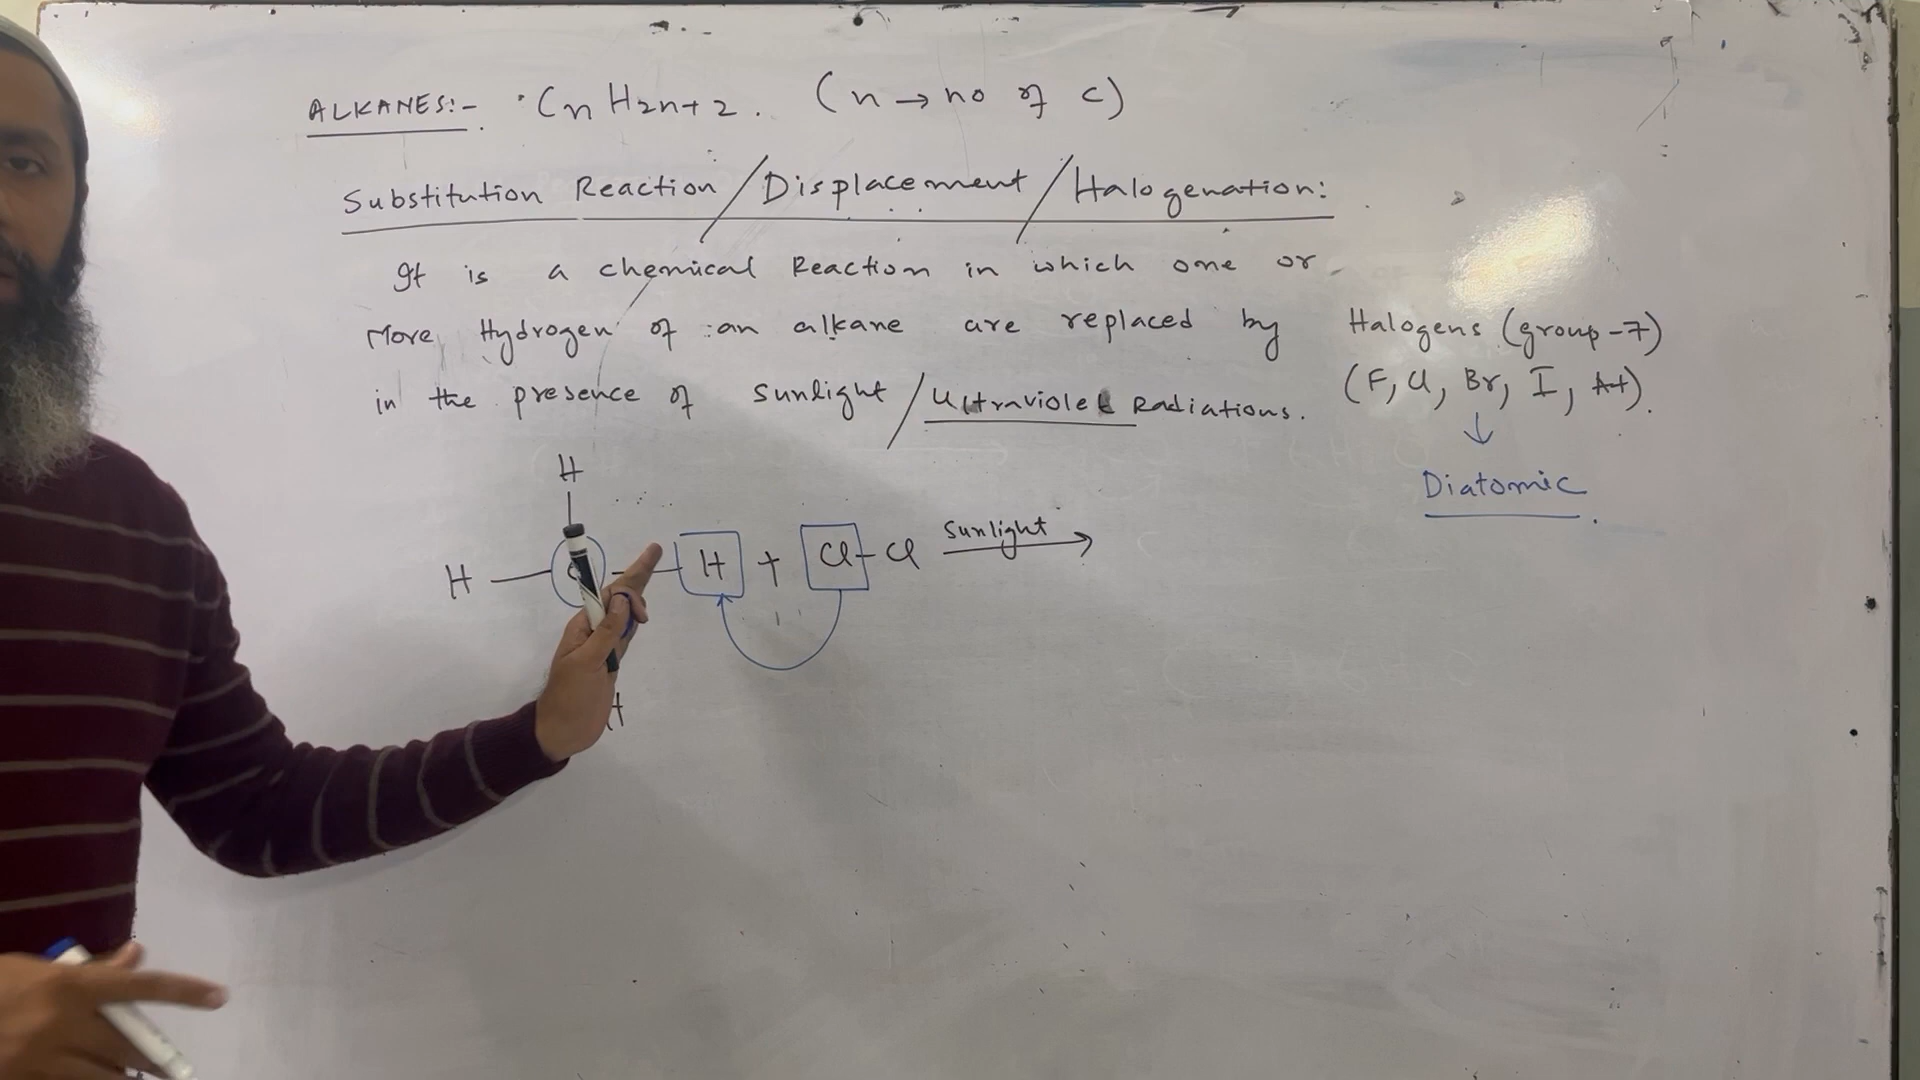 ALKANES:- CnH2n+2. (n → no of C)
Substitution Reaction / Displacement / Halogenation:
It is a chemical Reaction in which one or
More Hydrogen of an alkane are replaced by Halogens (group-7)
in the presence of Sunlight / Ultraviolet Radiations. (F, Cl, Br, I, At).
↓
Diatomic
H
H — C — H + Cl-Cl Sunlight →
H